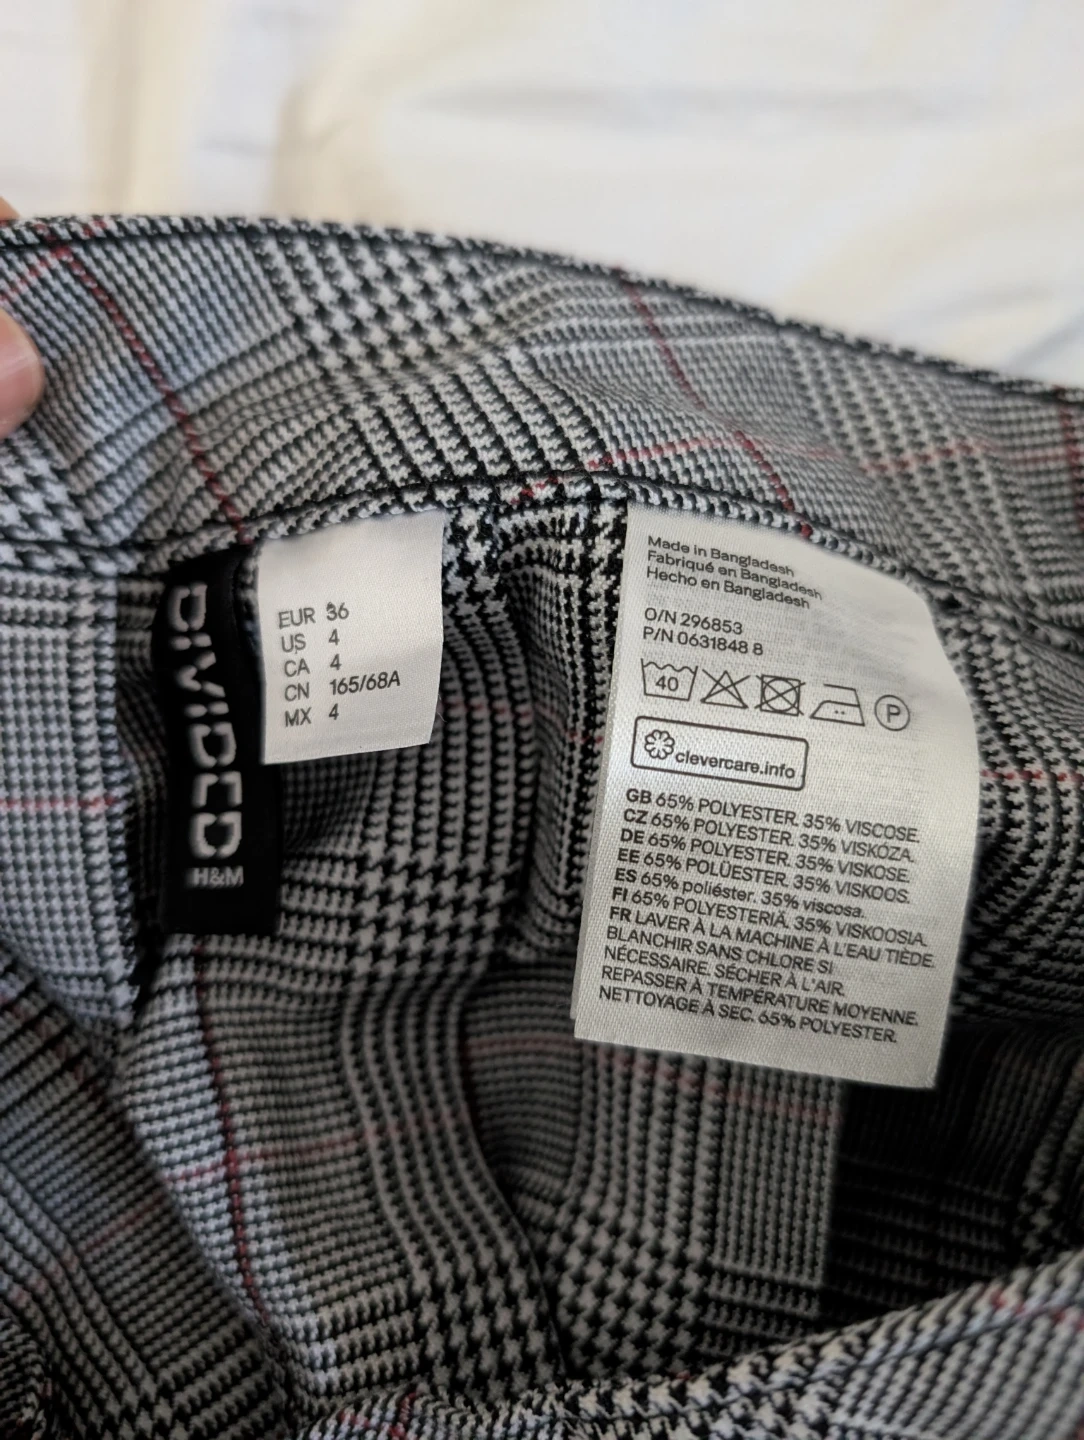 DIVIDED
H&M
EUR 36
US 4
CA 4
CN 165/68A
MX 4
Made in Bangladesh
Fabriqué en Bangladesh
Hecho en Bangladesh
O/N 296853
P/N 0631848 8
40
P
clevercare.info
GB 65% POLYESTER. 35% VISCOSE.
CZ 65% POLYESTER. 35% VISKÓZA.
DE 65% POLYESTER. 35% VISKOSE.
EE 65% POLÜESTER. 35% VISKOOS.
ES 65% poliéster. 35% viscosa.
FI 65% POLYESTERIÄ. 35% VISKOOSIA.
FR LAVER À LA MACHINE À L'EAU TIÈDE.
BLANCHIR SANS CHLORE SI
NÉCESSAIRE. SÉCHER À L'AIR.
REPASSER À TEMPÉRATURE MOYENNE.
NETTOYAGE À SEC. 65% POLYESTER.